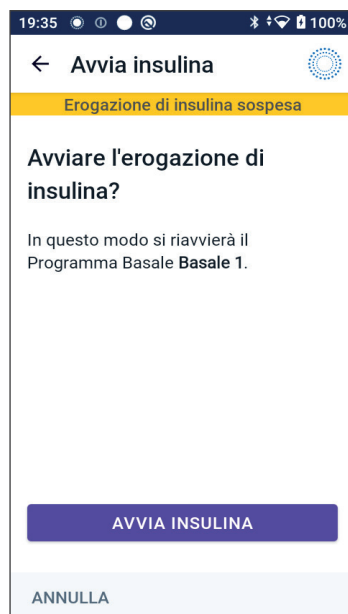 19:35 100%
Avvia insulina
Erogazione di insulina sospesa
Avviare l'erogazione di
insulina?
In questo modo si riavvierà il
Programma Basale Basale 1.
AVVIA INSULINA
ANNULLA